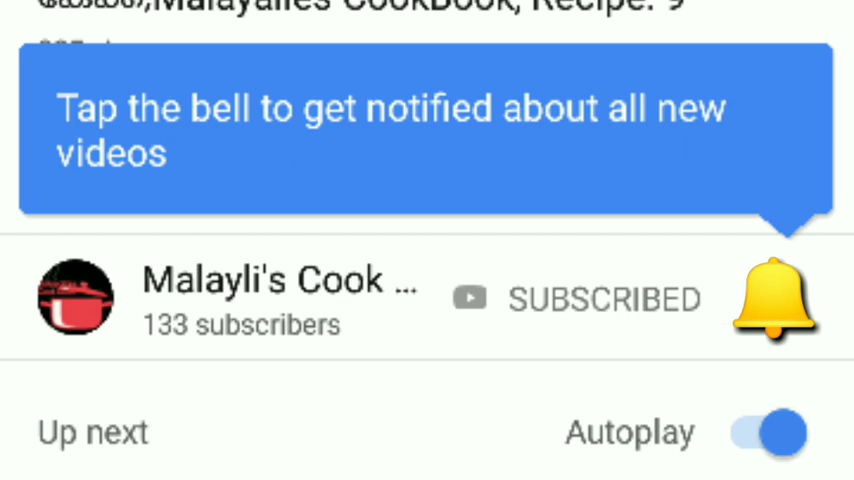 Malayalies CookBook, Recipe: 9
Tap the bell to get notified about all new
videos
Malayli's Cook ...
133 subscribers
SUBSCRIBED
Up next
Autoplay